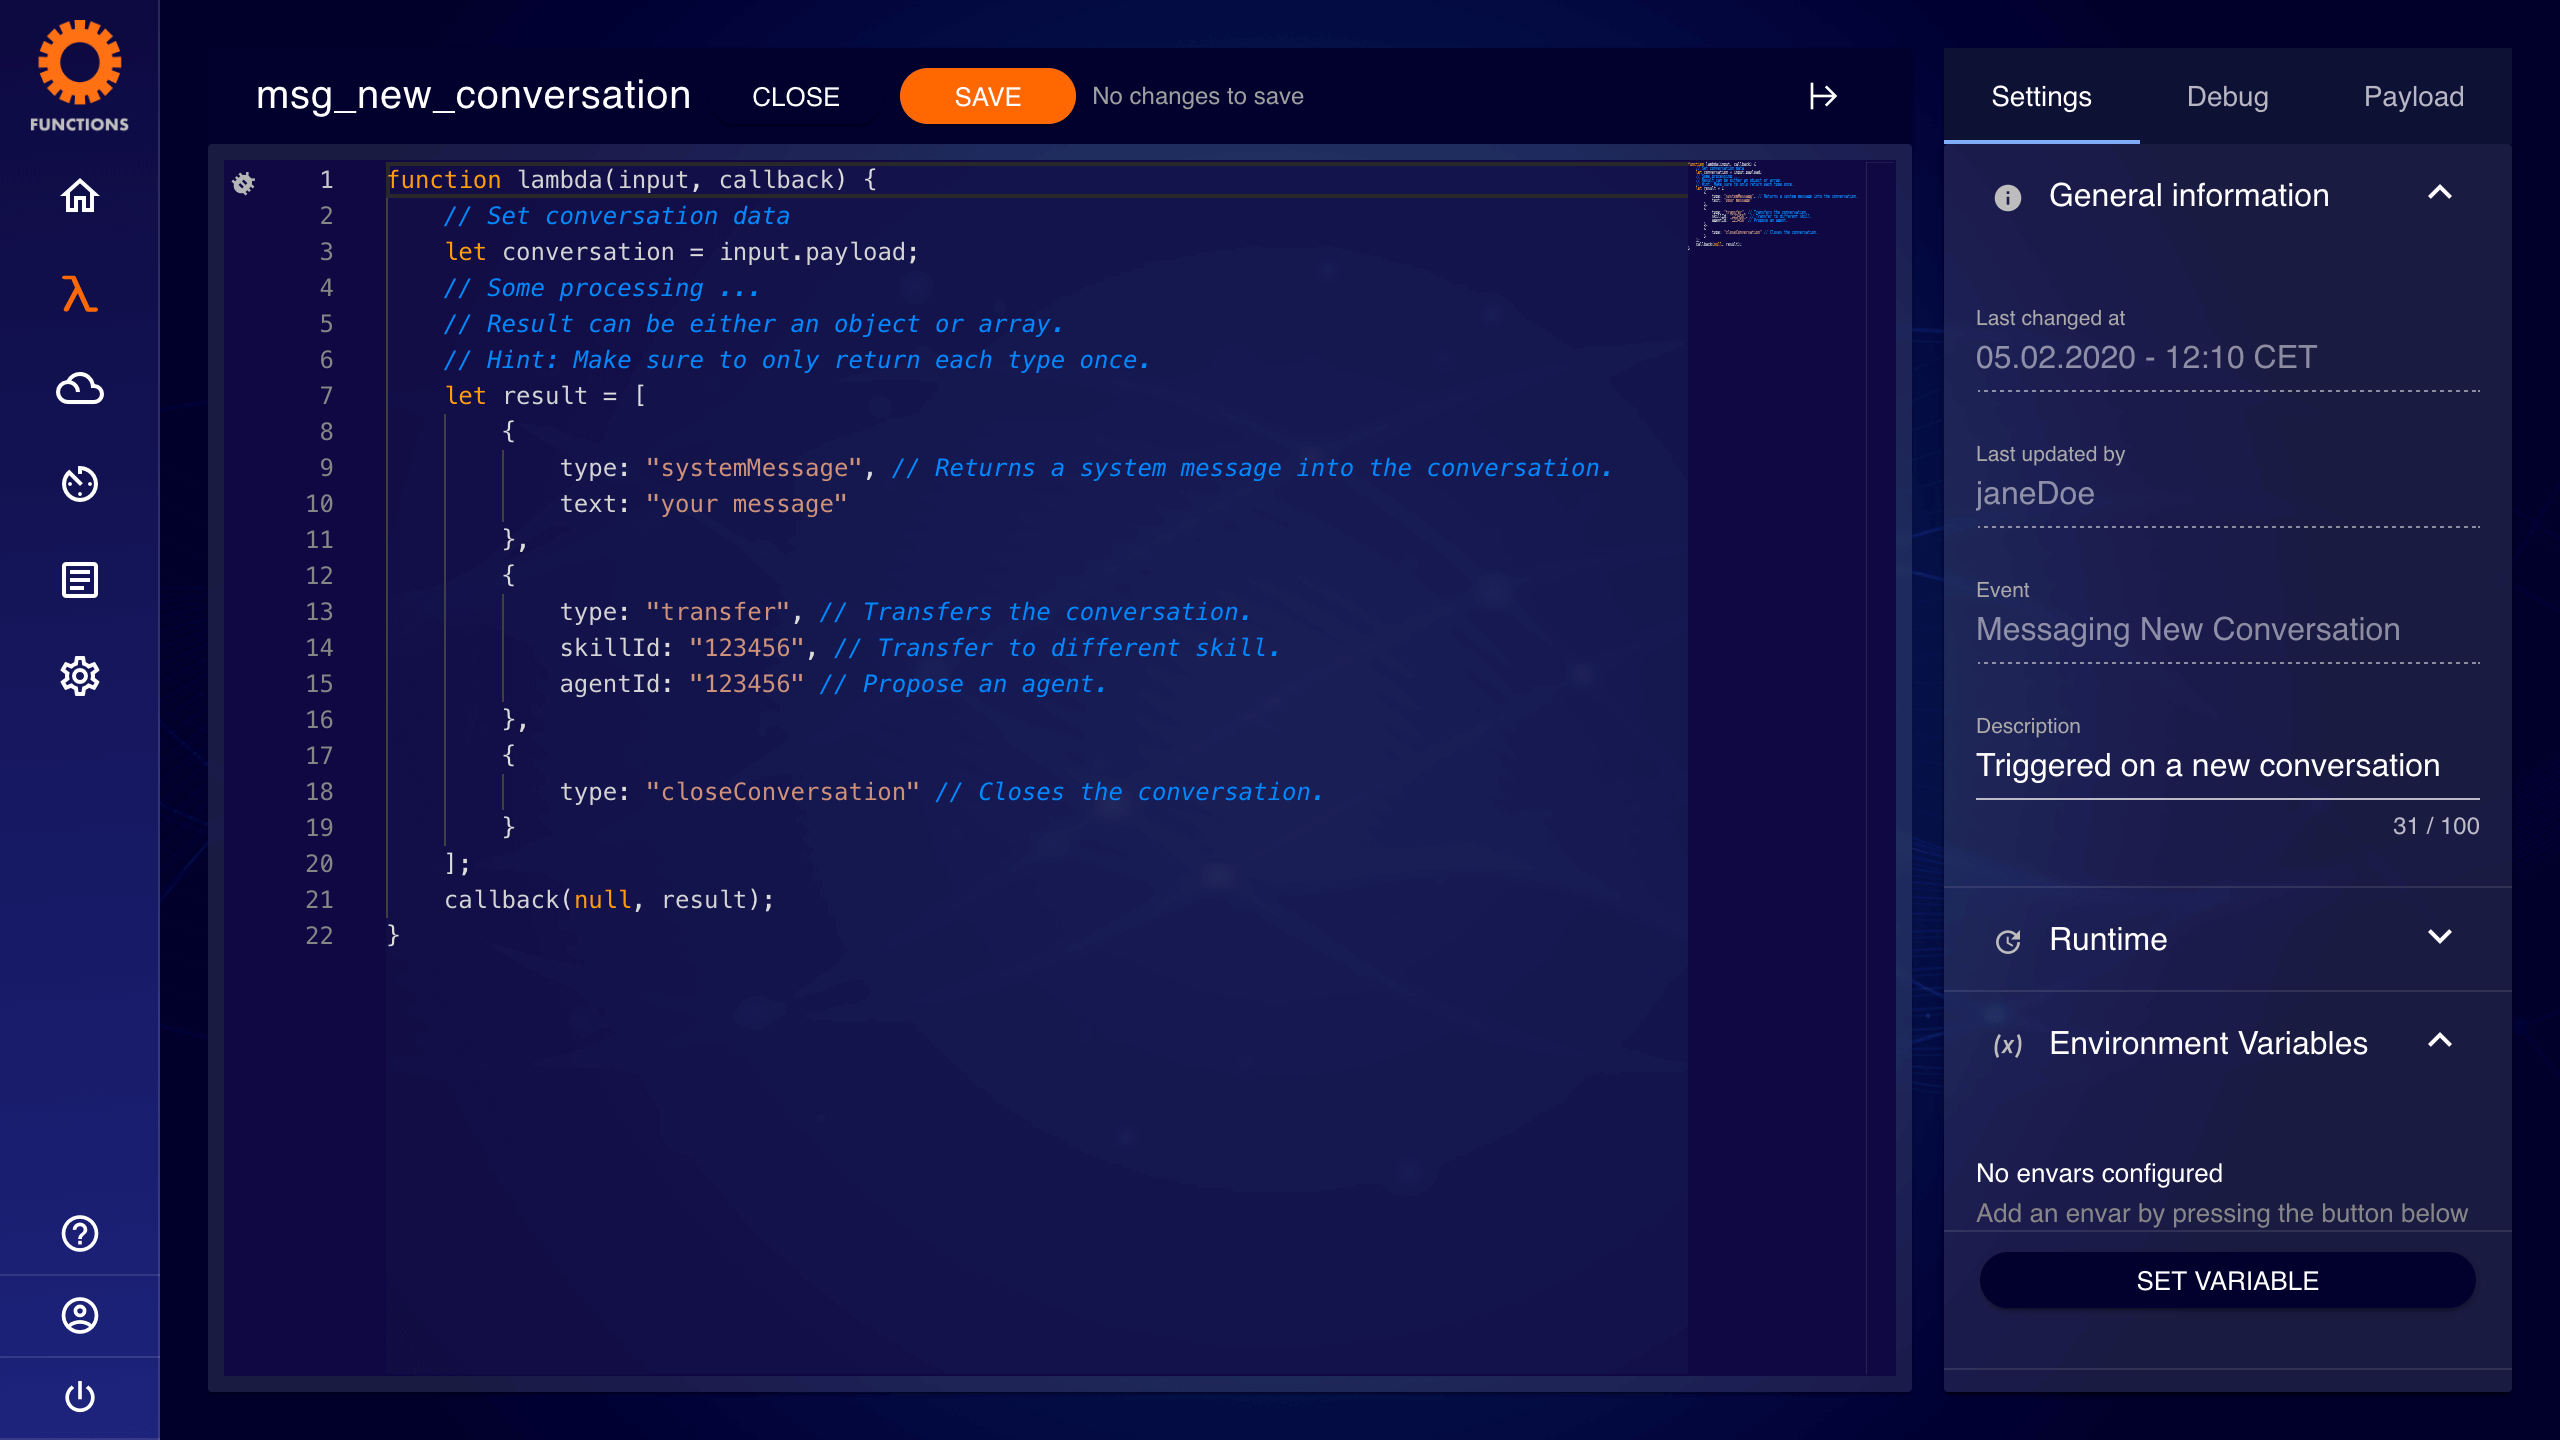 FUNCTIONS
msg_new_conversation
CLOSE
SAVE
No changes to save
1 function lambda(input, callback) {
2 // Set conversation data
3 let conversation = input.payload;
4 // Some processing ...
5 // Result can be either an object or array.
6 // Hint: Make sure to only return each type once.
7 let result = [
8 {
9 type: "systemMessage", // Returns a system message into the conversation.
10 text: "your message"
11 },
12 {
13 type: "transfer", // Transfers the conversation.
14 skillId: "123456", // Transfer to different skill.
15 agentId: "123456" // Propose an agent.
16 },
17 {
18 type: "closeConversation" // Closes the conversation.
19 }
20 ];
21 callback(null, result);
22 }
Settings
Debug
Payload
General information
Last changed at
05.02.2020 - 12:10 CET
Last updated by
janeDoe
Event
Messaging New Conversation
Description
Triggered on a new conversation
31 / 100
Runtime
(x) Environment Variables
No envars configured
Add an envar by pressing the button below
SET VARIABLE